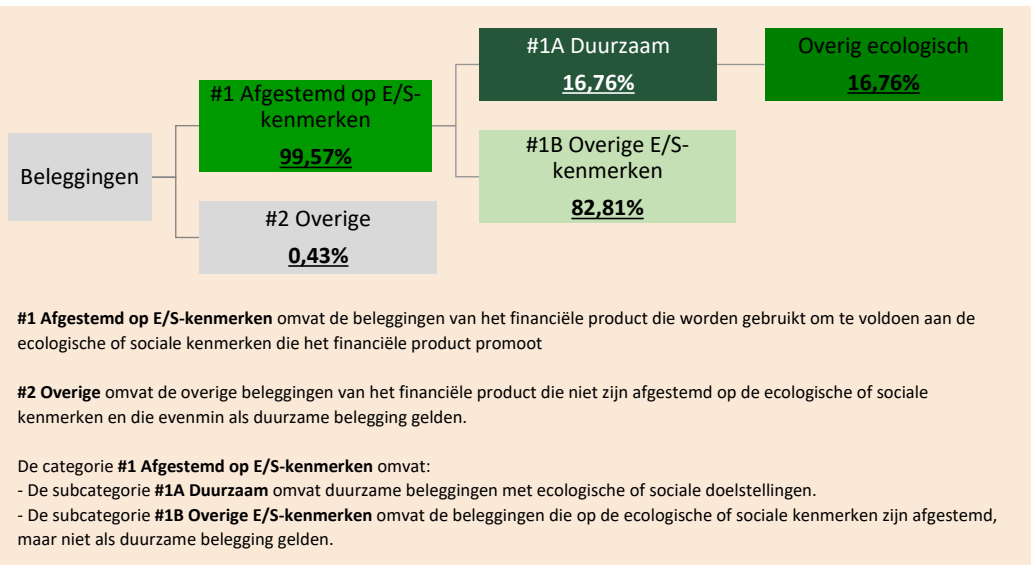 #1A Duurzaam
16,76%
Overig ecologisch
16,76%
#1 Afgestemd op E/S-
kenmerken
99,57%
#1B Overige E/S-
kenmerken
82,81%
Beleggingen
#2 Overige
0,43%
#1 Afgestemd op E/S-kenmerken omvat de beleggingen van het financiële product die worden gebruikt om te voldoen aan de
ecologische of sociale kenmerken die het financiële product promoot
#2 Overige omvat de overige beleggingen van het financiële product die niet zijn afgestemd op de ecologische of sociale
kenmerken en die evenmin als duurzame belegging gelden.
De categorie #1 Afgestemd op E/S-kenmerken omvat:
- De subcategorie #1A Duurzaam omvat duurzame beleggingen met ecologische of sociale doelstellingen.
- De subcategorie #1B Overige E/S-kenmerken omvat de beleggingen die op de ecologische of sociale kenmerken zijn afgestemd,
maar niet als duurzame belegging gelden.